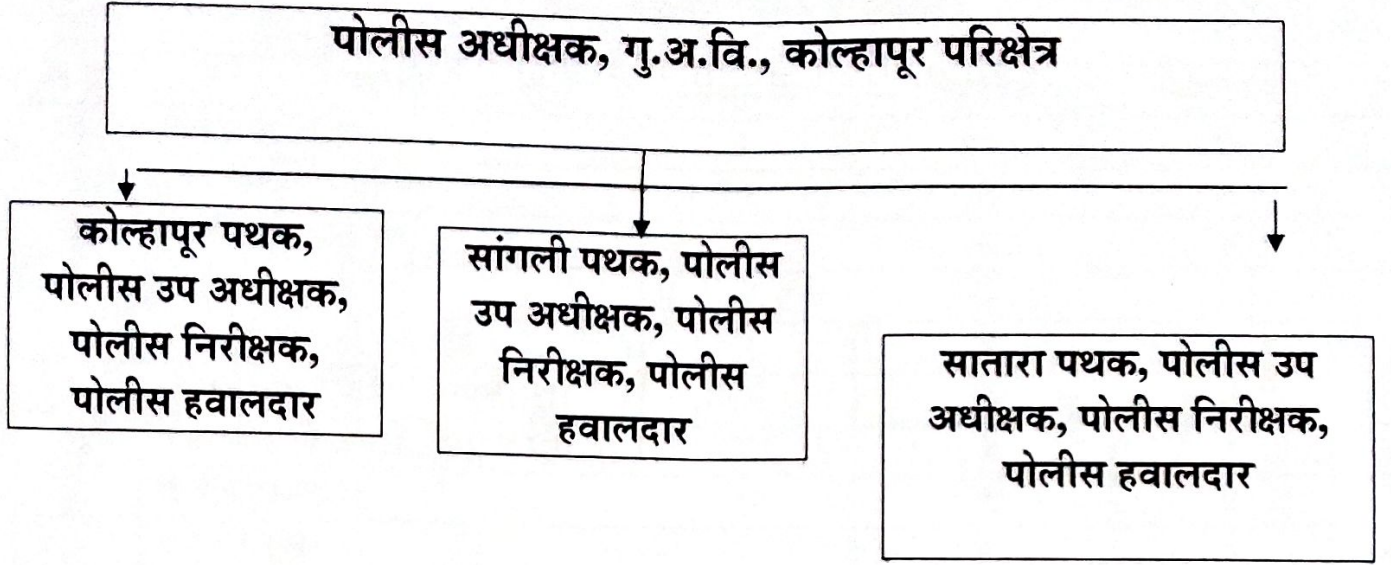 पोलीस अधीक्षक, गु.अ.वि., कोल्हापूर परिक्षेत्र
कोल्हापूर पथक,
पोलीस उप अधीक्षक,
पोलीस निरीक्षक,
पोलीस हवालदार
सांगली पथक, पोलीस
उप अधीक्षक, पोलीस
निरीक्षक, पोलीस
हवालदार
सातारा पथक, पोलीस उप
अधीक्षक, पोलीस निरीक्षक,
पोलीस हवालदार